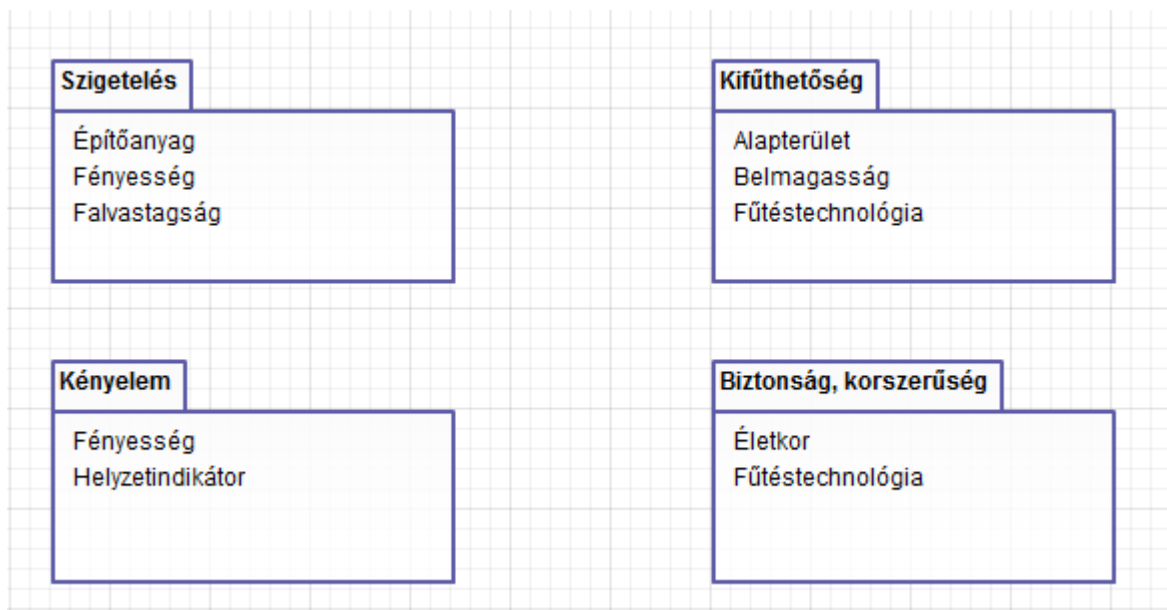 Szigetelés
Építőanyag
Fényesség
Falvastagság
Kifűthetőség
Alapterület
Belmagasság
Fűtéstechnológia
Kényelem
Fényesség
Helyzetindikátor
Biztonság, korszerűség
Életkor
Fűtéstechnológia